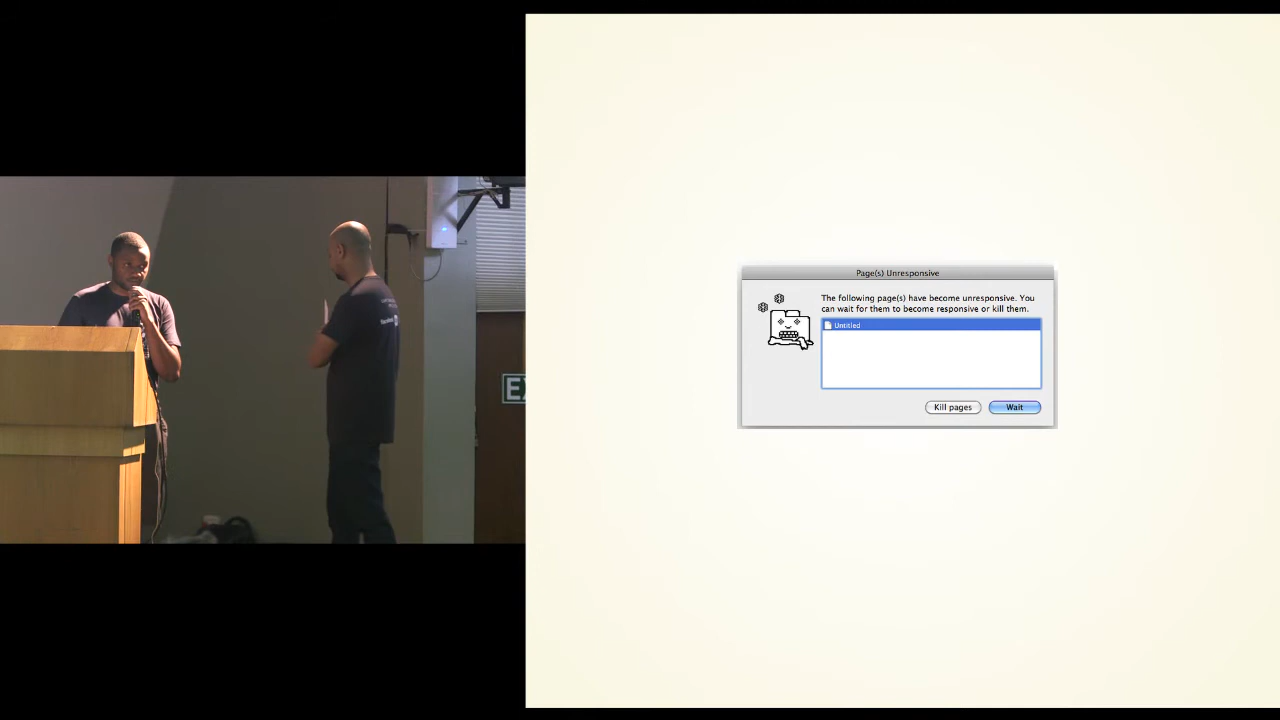 Page(s) Unresponsive
The following page(s) have become unresponsive. You
can wait for them to become responsive or kill them.
Untitled
Kill pages
Wait
EX